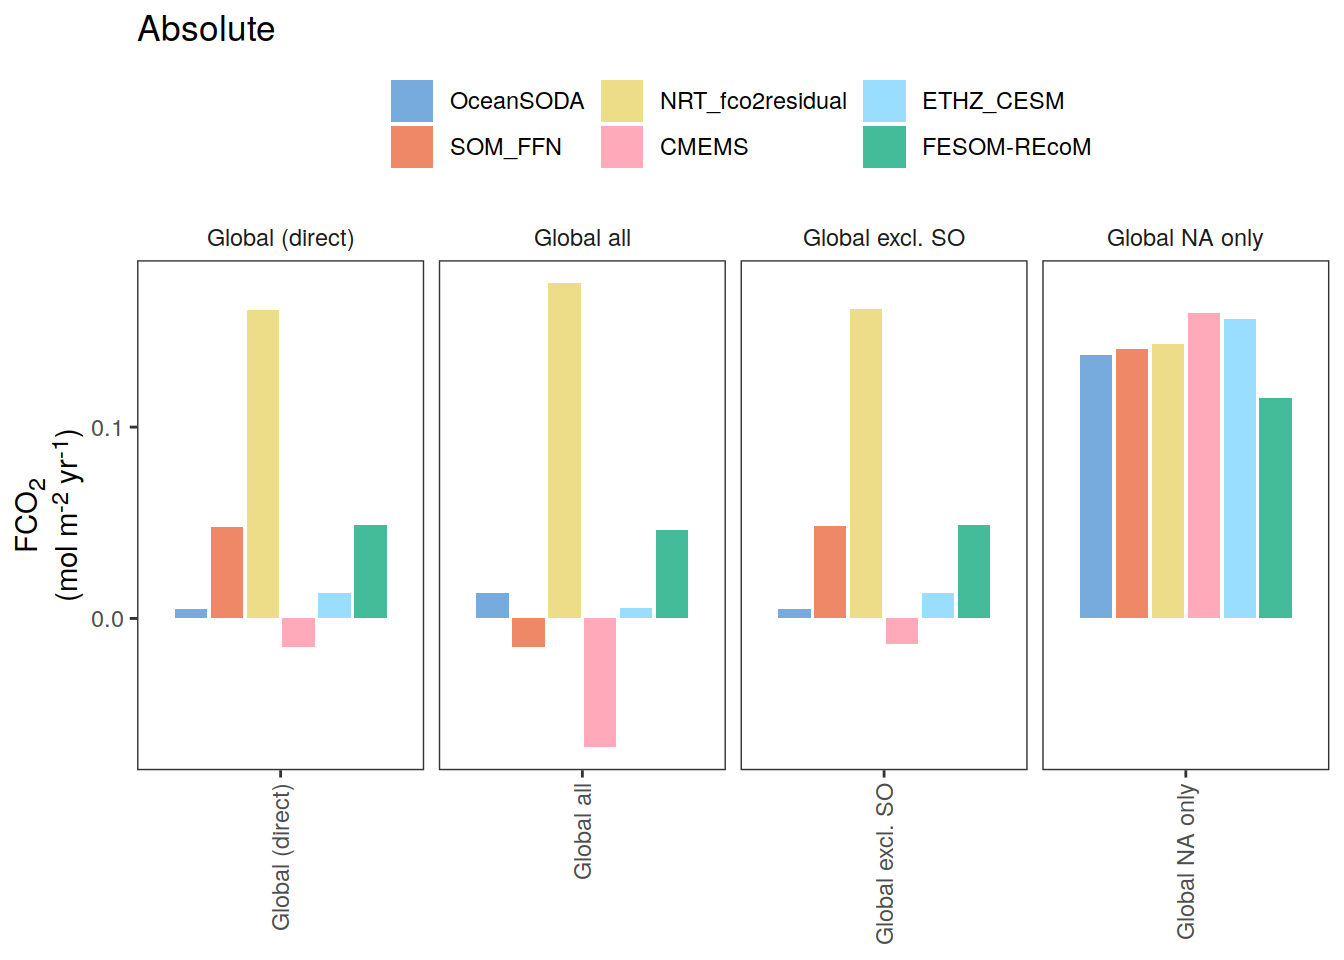 Absolute
OceanSODA NRT_fco2residual ETHZ_CESM
SOM_FFN CMEMS FESOM-REcoM
Global (direct) Global all Global excl. SO Global NA only
FCO₂
(mol m⁻² yr⁻¹)
0.1
0.0
Global (direct)
Global all
Global excl. SO
Global NA only